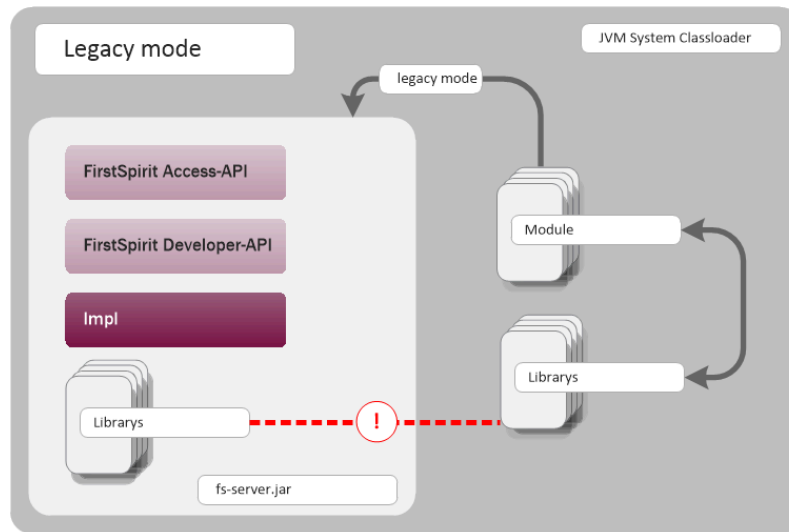 Legacy mode
JVM System Classloader
legacy mode
FirstSpirit Access-API
FirstSpirit Developer-API
Impl
Librarys
fs-server.jar
!
Module
Librarys